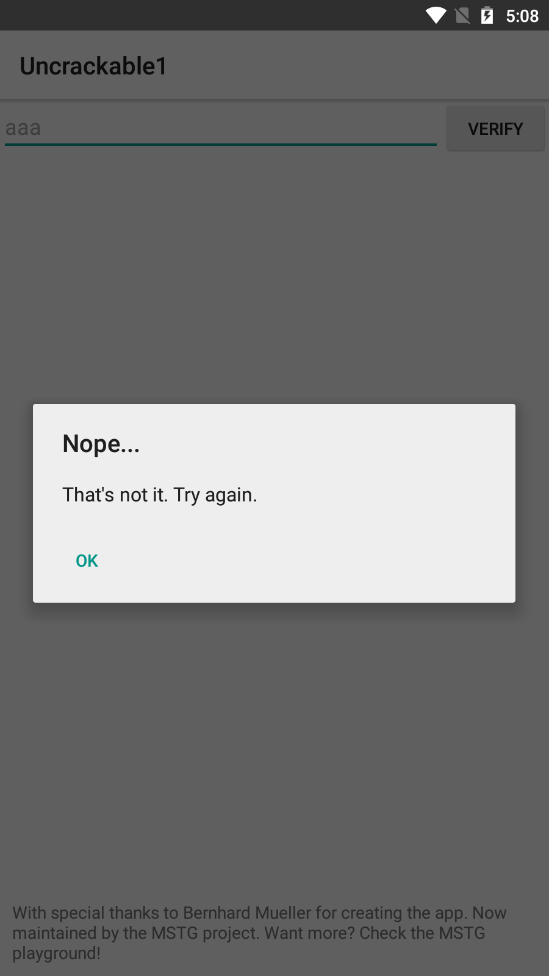 5:08
Uncrackable1
aaa
VERIFY
Nope...
That's not it. Try again.
OK
With special thanks to Bernhard Mueller for creating the app. Now
maintained by the MSTG project. Want more? Check the MSTG
playground!